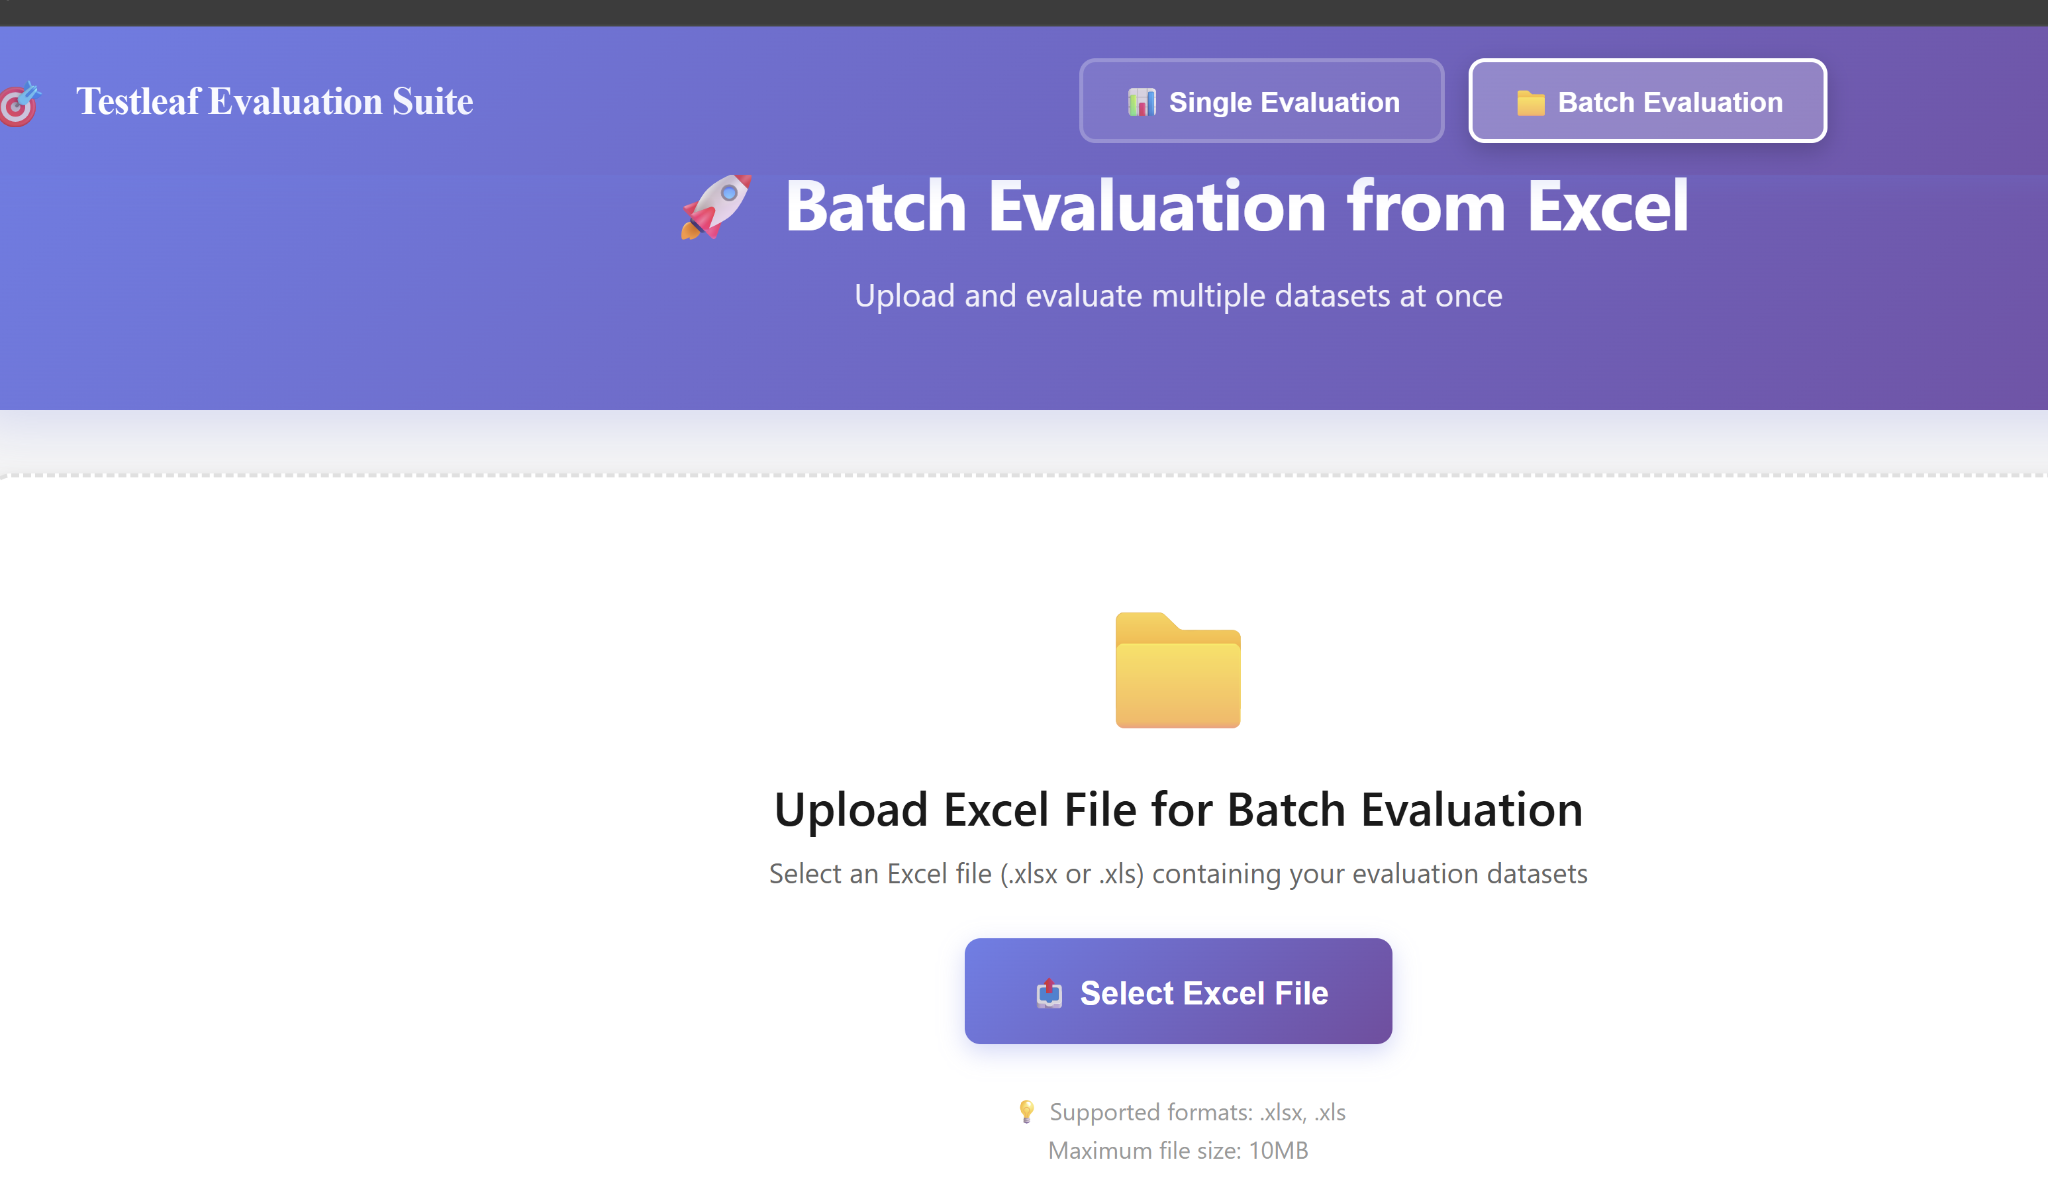 Testleaf Evaluation Suite
Single Evaluation
Batch Evaluation
Batch Evaluation from Excel
Upload and evaluate multiple datasets at once
Upload Excel File for Batch Evaluation
Select an Excel file (.xlsx or .xls) containing your evaluation datasets
Select Excel File
Supported formats: .xlsx, .xls
Maximum file size: 10MB